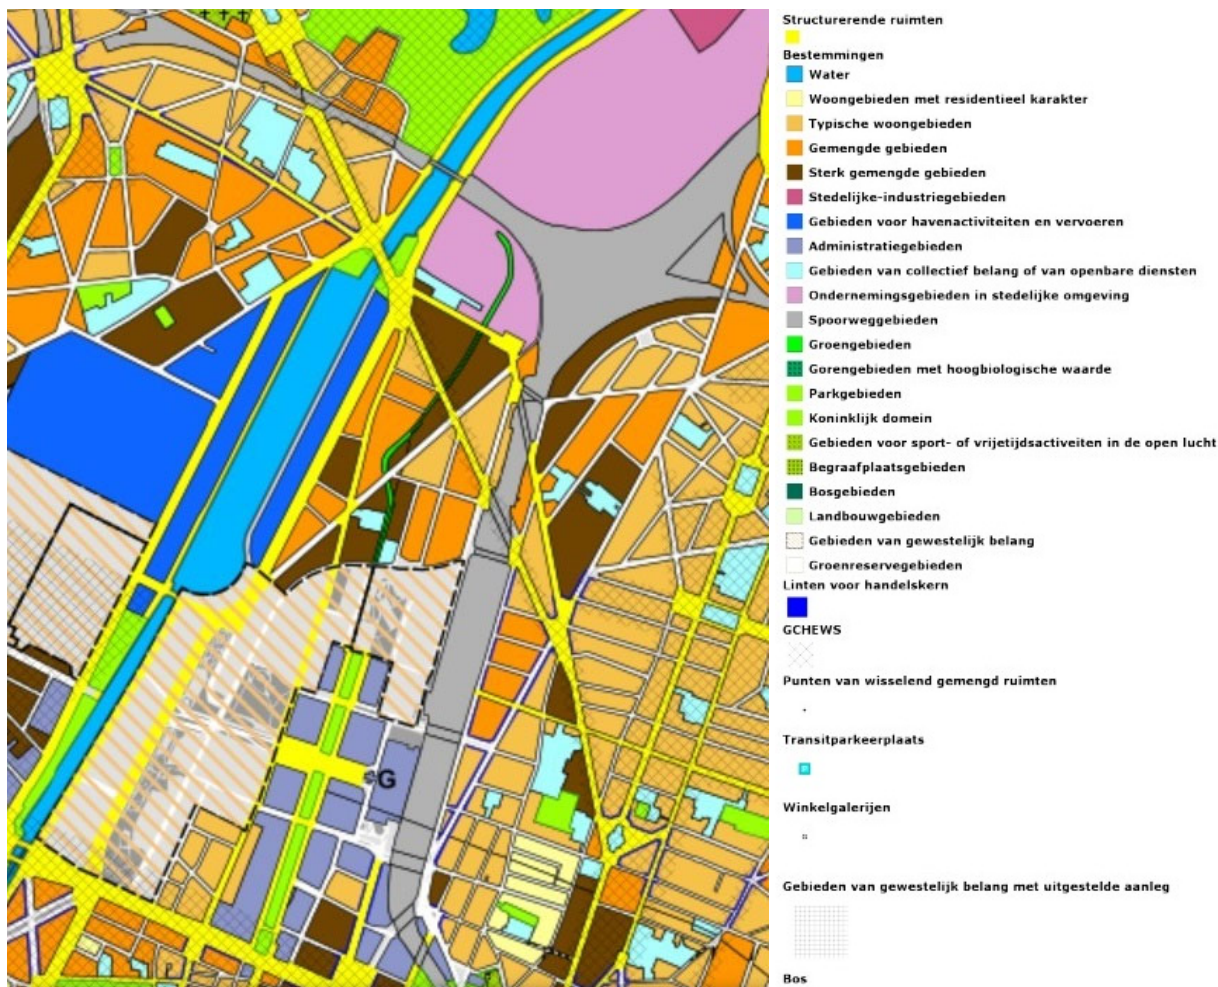 Structurerende ruimten
Bestemmingen
Water
Woongebieden met residentieel karakter
Typische woongebieden
Gemengde gebieden
Sterk gemengde gebieden
Stedelijke-industriegebieden
Gebieden voor havenactiviteiten en vervoeren
Administratiegebieden
Gebieden van collectief belang of van openbare diensten
Ondernemingsgebieden in stedelijke omgeving
Spoorweggebieden
Groengebieden
Gorengebieden met hoogbiologische waarde
Parkgebieden
Koninklijk domein
Gebieden voor sport- of vrijetijdsactiveiten in de open lucht
Begraafplaatsgebieden
Bosgebieden
Landbouwgebieden
Gebieden van gewestelijk belang
Groenreservegebieden
Linten voor handelskern
GCHEWS
Punten van wisselend gemengd ruimten
Transitparkeerplaats
Winkelgalerijen
Gebieden van gewestelijk belang met uitgestelde aanleg
Bos
G